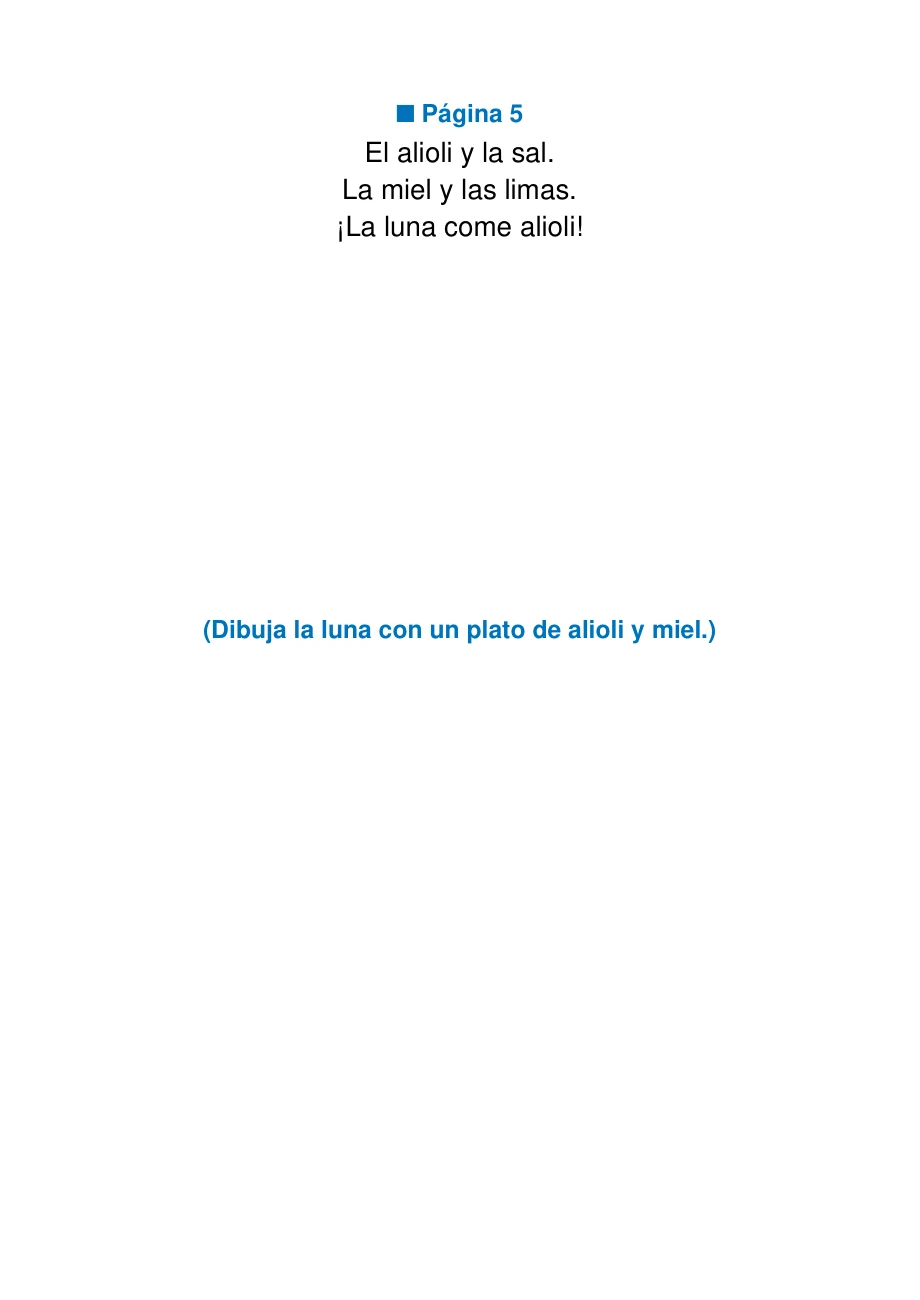 ■ Página 5
El alioli y la sal.
La miel y las limas.
¡La luna come alioli!
(Dibuja la luna con un plato de alioli y miel.)